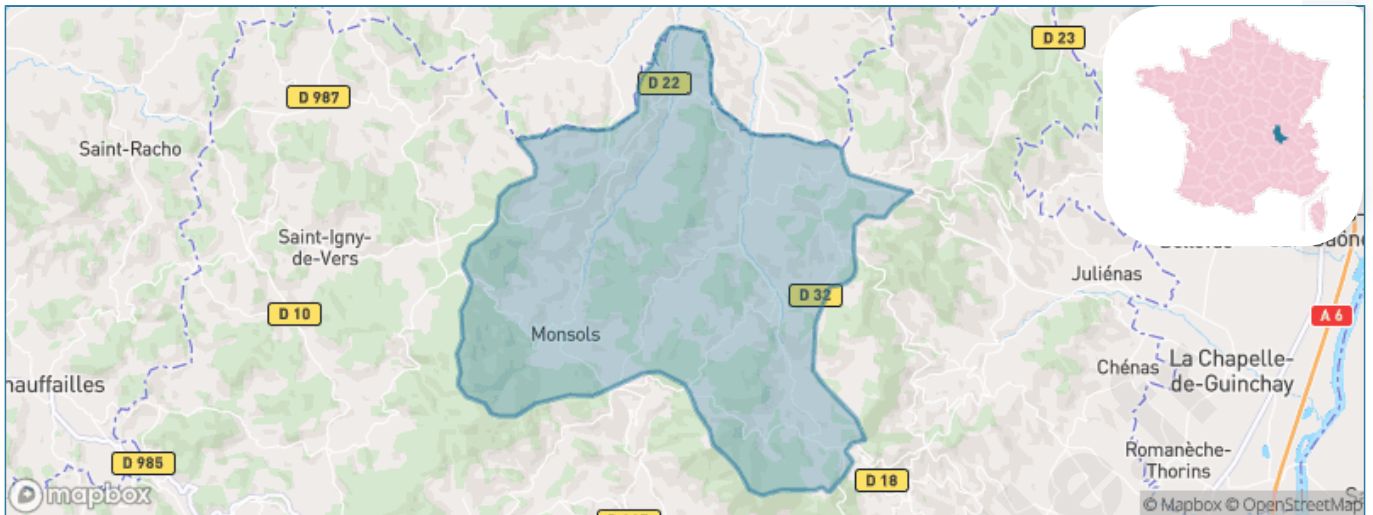 D 23
D 22
D 987
Saint-Racho
Saint-Igny-
de-Vers
Juliénas
D 32
D 10
A 6
Monsols
Chénas
La Chapelle-
de-Guinchay
hauffailles
Romanèche-
Thorins
D 985
D 18
mapbox
© Mapbox © OpenStreetMap